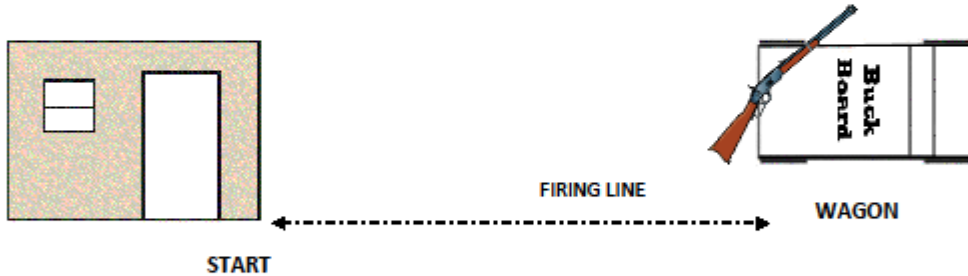 Buck
Board
FIRING LINE
WAGON
START